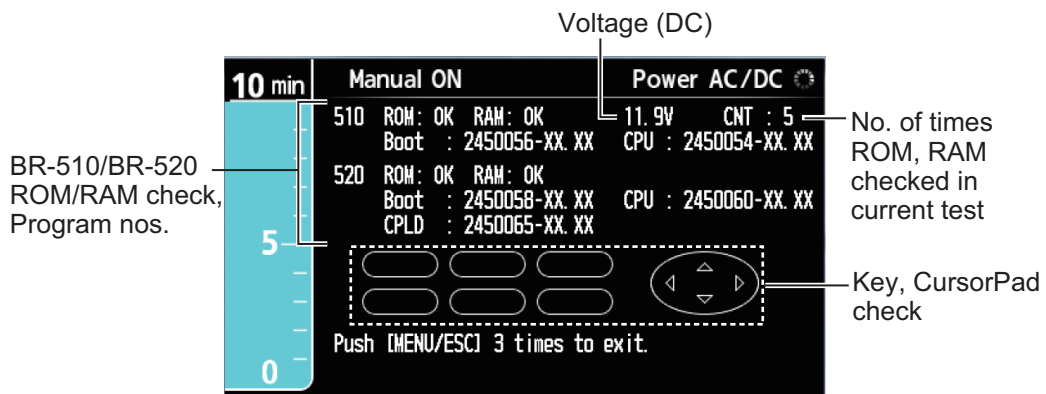 Voltage (DC)
10 min
Manual ON
Power AC/DC
510 ROM: OK RAM: OK
11.9V
CNT : 5
Boot : 2450056-XX.XX
CPU : 2450054-XX.XX
520 ROM: OK RAM: OK
Boot : 2450058-XX.XX
CPU : 2450060-XX.XX
CPLD : 2450065-XX.XX
Push [MENU/ESC] 3 times to exit.
5
0
BR-510/BR-520
ROM/RAM check,
Program nos.
No. of times
ROM, RAM
checked in
current test
Key, CursorPad
check